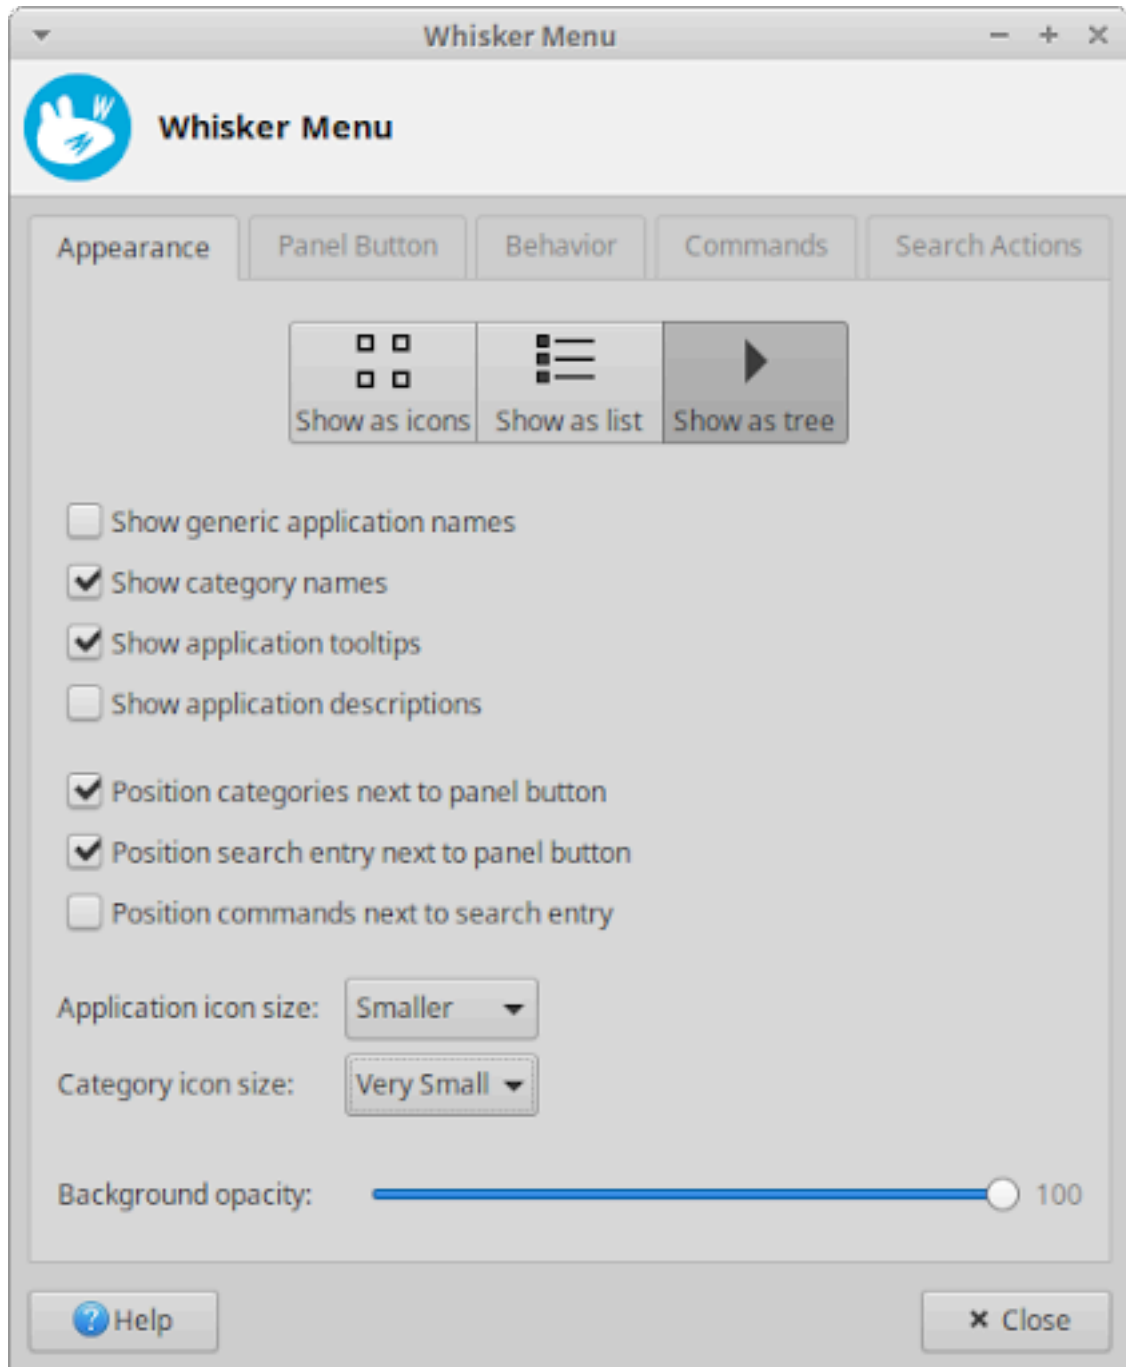 Whisker Menu
W
Whisker Menu
Appearance Panel Button Behavior Commands Search Actions
Show as icons Show as list Show as tree
Show generic application names
Show category names
Show application tooltips
Show application descriptions
Position categories next to panel button
Position search entry next to panel button
Position commands next to search entry
Application icon size: Smaller
Category icon size: Very Small
Background opacity: 100
? Help
Close